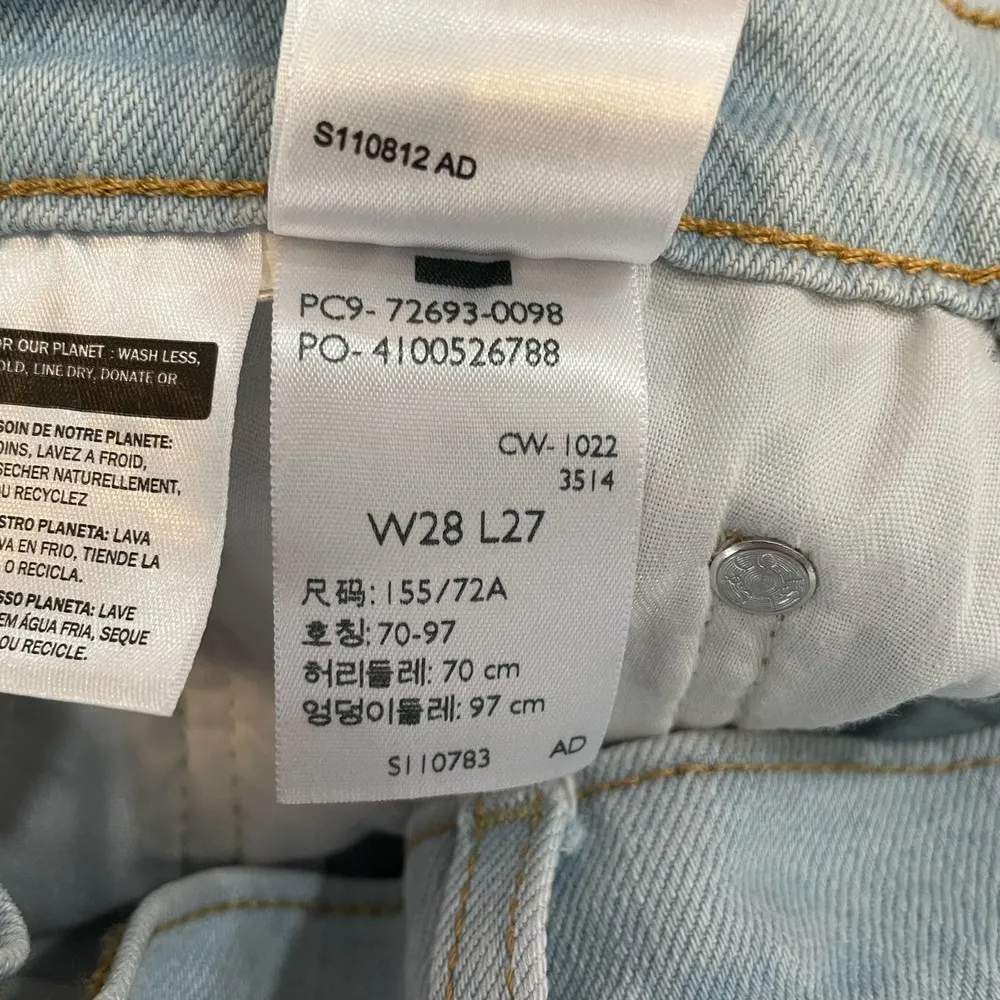 S110812 AD
PC9- 72693-0098
PO- 4100526788
CW- 1022
3514
W28 L27
尺码: 155/72A
호칭: 70-97
허리둘레: 70 cm
엉덩이둘레: 97 cm
S110783 AD
R OUR PLANET : WASH LESS,
OLD, LINE DRY, DONATE OR
SOIN DE NOTRE PLANETE:
OINS, LAVEZ A FROID,
SECHER NATURELLEMENT,
U RECYCLEZ
STRO PLANETA: LAVA
VA EN FRIO, TIENDE LA
O RECICLA.
SSO PLANETA: LAVE
EM ÁGUA FRIA, SEQUE
OU RECICLE.